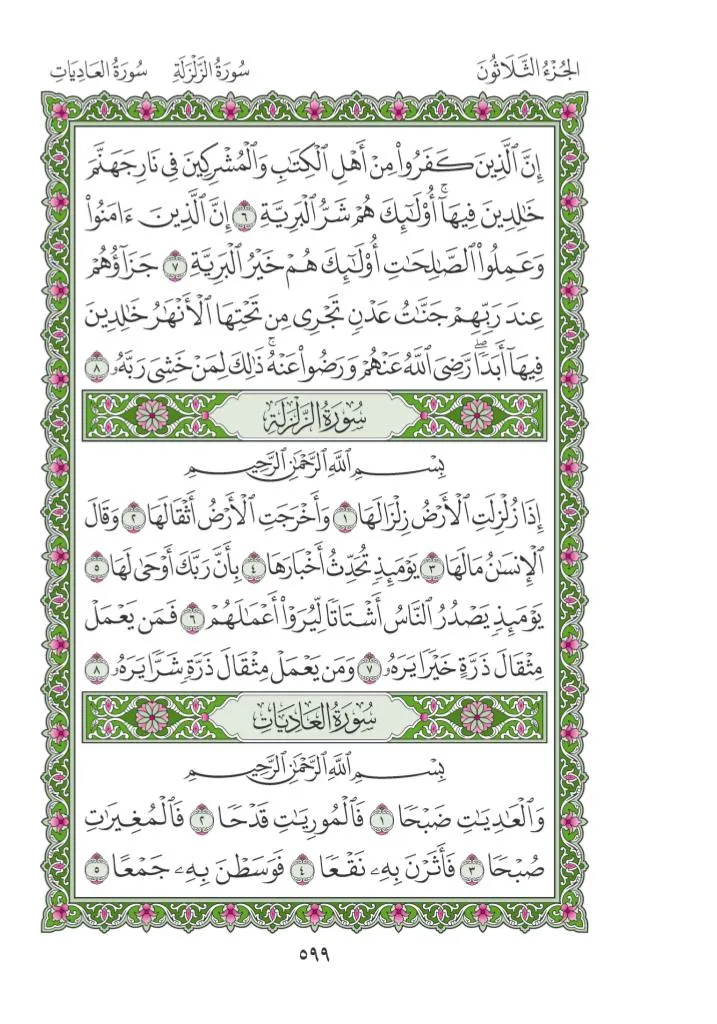 الجُزْءُ الثَّلَاثُونَ سُورَةُ الزَّلْزَلَةِ سُورَةُ العَادِيَاتِ
إِنَّ ٱلَّذِينَ كَفَرُوا۟ مِنۡ أَهۡلِ ٱلۡكِتَٰبِ وَٱلۡمُشۡرِكِينَ فِي نَارِ جَهَنَّمَ
خَٰلِدِينَ فِيهَآۚ أُو۟لَٰٓئِكَ هُمۡ شَرُّ ٱلۡبَرِيَّةِ ٦ إِنَّ ٱلَّذِينَ ءَامَنُوا۟
وَعَمِلُوا۟ ٱلصَّٰلِحَٰتِ أُو۟لَٰٓئِكَ هُمۡ خَيۡرُ ٱلۡبَرِيَّةِ ٧ جَزَآؤُهُمۡ
عِندَ رَبِّهِمۡ جَنَّٰتُ عَدۡنٖ تَجۡرِي مِن تَحۡتِهَا ٱلۡأَنۡهَٰرُ خَٰلِدِينَ
فِيهَآ أَبَدٗاۖ رَّضِيَ ٱللَّهُ عَنۡهُمۡ وَرَضُوا۟ عَنۡهُۚ ذَٰلِكَ لِمَنۡ خَشِيَ رَبَّهُۥ ٨
سُورَةُ الزَّلْزَلَةِ
بِسۡمِ ٱللَّهِ ٱلرَّحۡمَٰنِ ٱلرَّحِيمِ
إِذَا زُلۡزِلَتِ ٱلۡأَرۡضُ زِلۡزَالَهَا ١ وَأَخۡرَجَتِ ٱلۡأَرۡضُ أَثۡقَالَهَا ٢ وَقَالَ
ٱلۡإِنسَٰنُ مَا لَهَا ٣ يَوۡمَئِذٖ تُحَدِّثُ أَخۡبَارَهَا ٤ بِأَنَّ رَبَّكَ أَوۡحَىٰ لَهَا ٥
يَوۡمَئِذٖ يَصۡدُرُ ٱلنَّاسُ أَشۡتَاتٗا لِّيُرَوۡا۟ أَعۡمَٰلَهُمۡ ٦ فَمَن يَعۡمَلۡ
مِثۡقَالَ ذَرَّةٍ خَيۡرٗا يَرَهُۥ ٧ وَمَن يَعۡمَلۡ مِثۡقَالَ ذَرَّةٖ شَرّٗا يَرَهُۥ ٨
سُورَةُ العَادِيَاتِ
بِسۡمِ ٱللَّهِ ٱلرَّحۡمَٰنِ ٱلرَّحِيمِ
وَٱلۡعَٰدِيَٰتِ ضَبۡحٗا ١ فَٱلۡمُورِيَٰتِ قَدۡحٗا ٢ فَٱلۡمُغِيرَٰتِ
صُبۡحٗا ٣ فَأَثَرۡنَ بِهِۦ نَقۡعٗا ٤ فَوَسَطۡنَ بِهِۦ جَمۡعًا ٥
٥٩٩